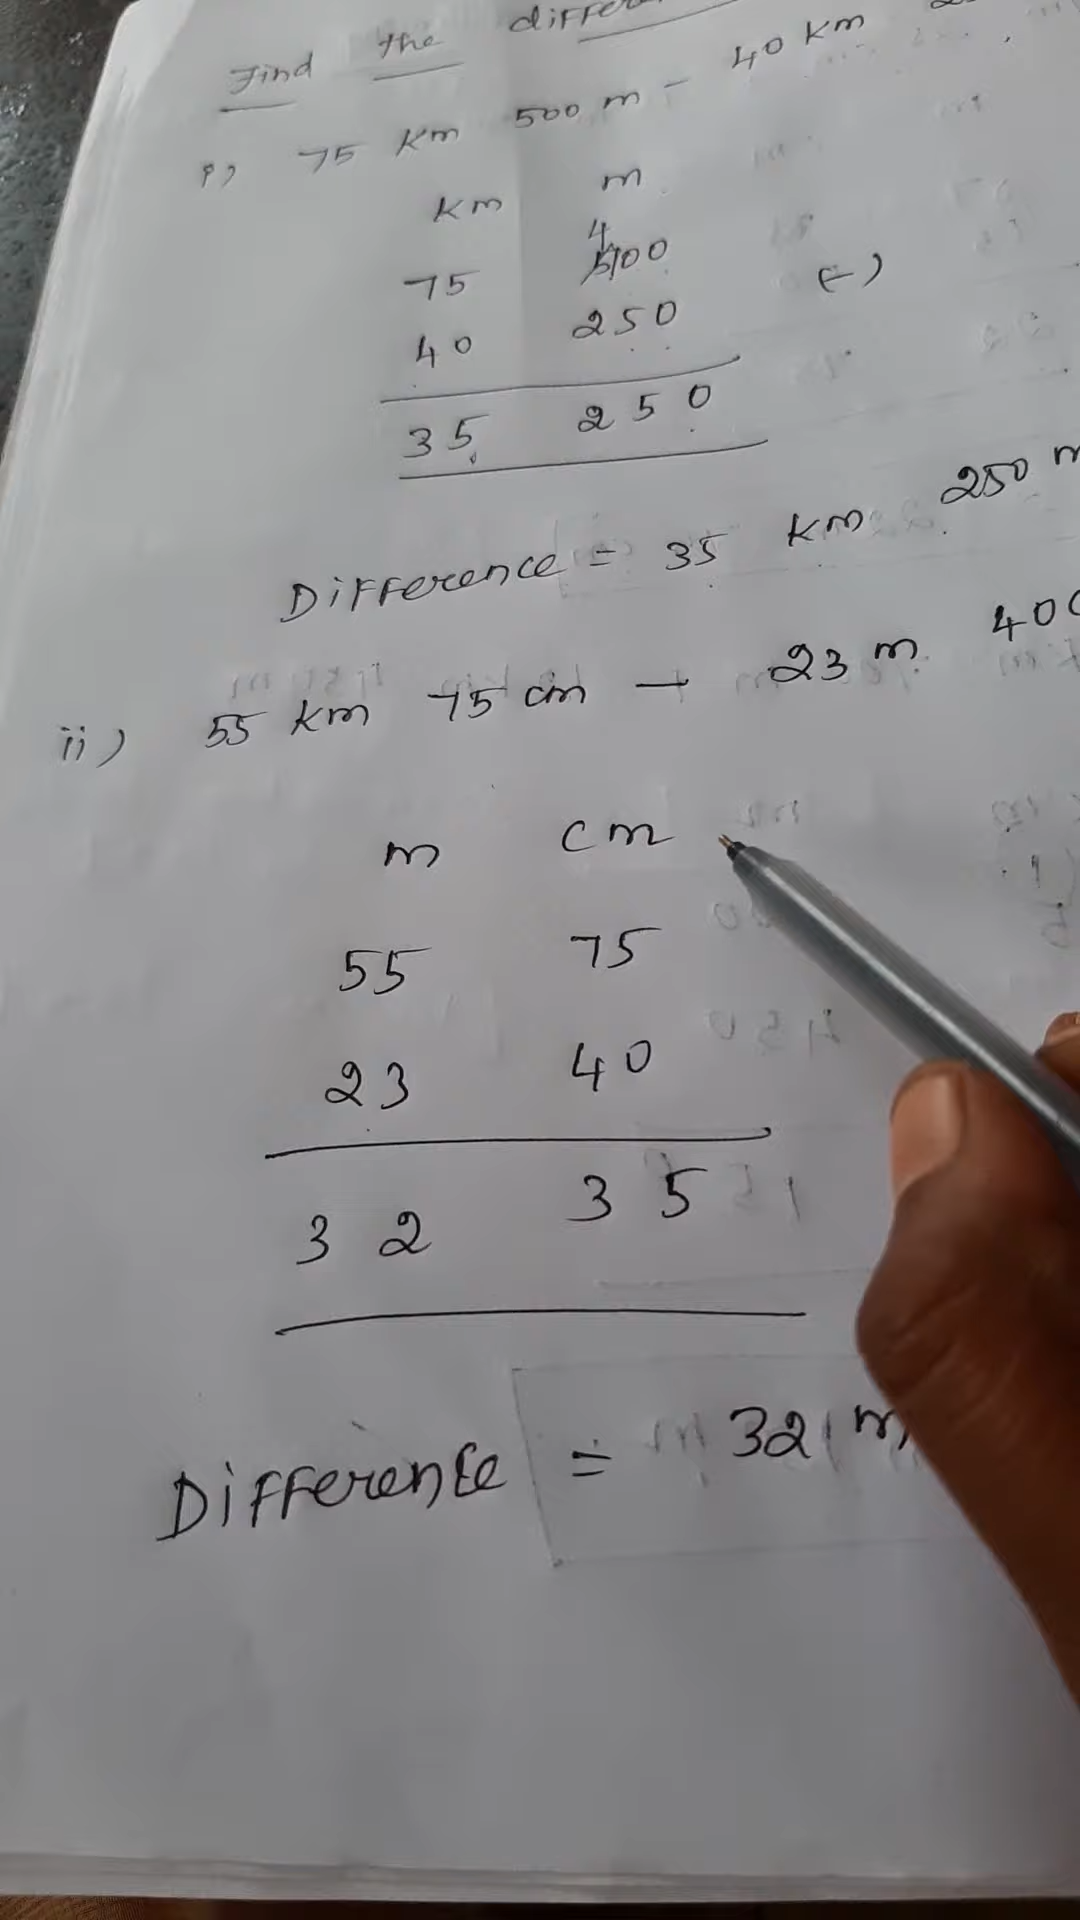 Find the
i) 75 Km 500 m - 40 Km
Km m
4
75 500
40 250 (-)
35 250
Difference = 35 Km 250 m
ii) 55 Km 75 cm - 23 m 40
m cm
55 75
23 40
32 35
Difference = 32 m